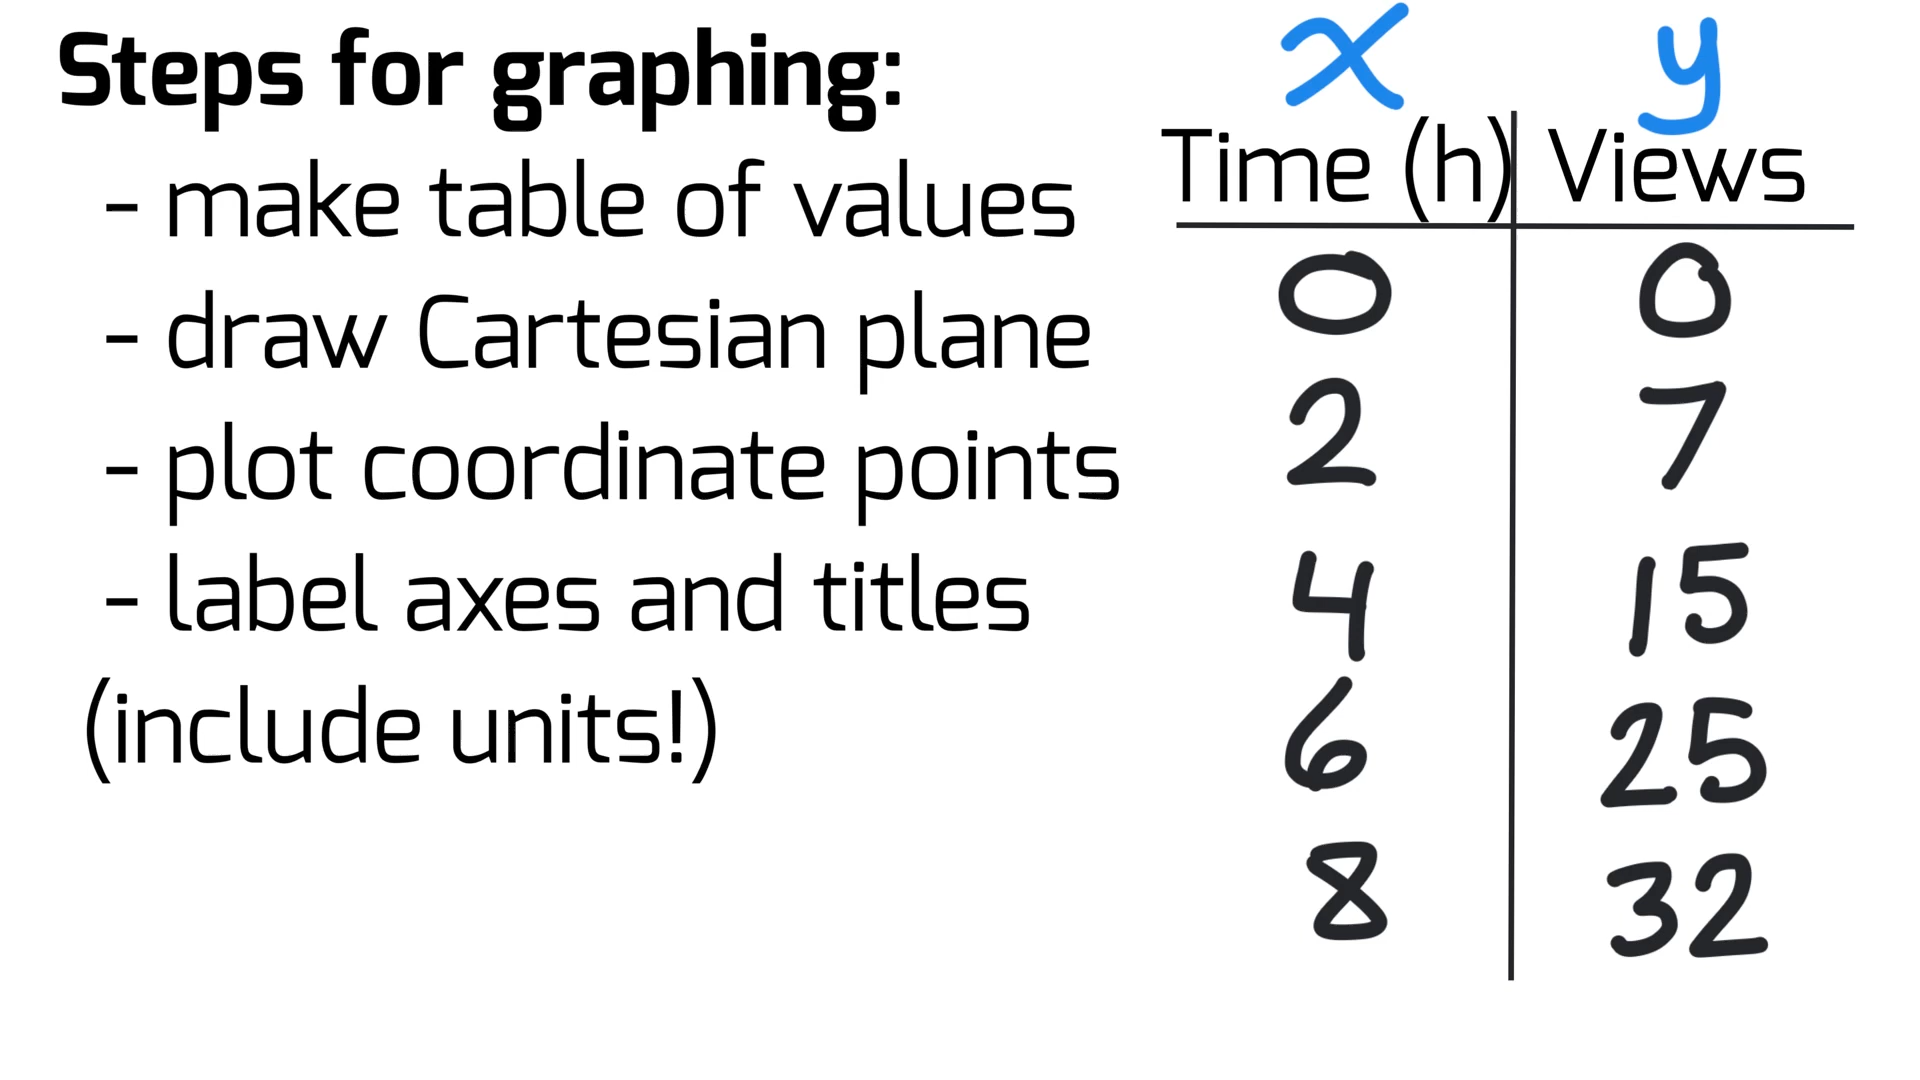 Steps for graphing:
- make table of values
- draw Cartesian plane
- plot coordinate points
- label axes and titles
(include units!)
x y
Time (h) Views
0 0
2 7
4 15
6 25
8 32